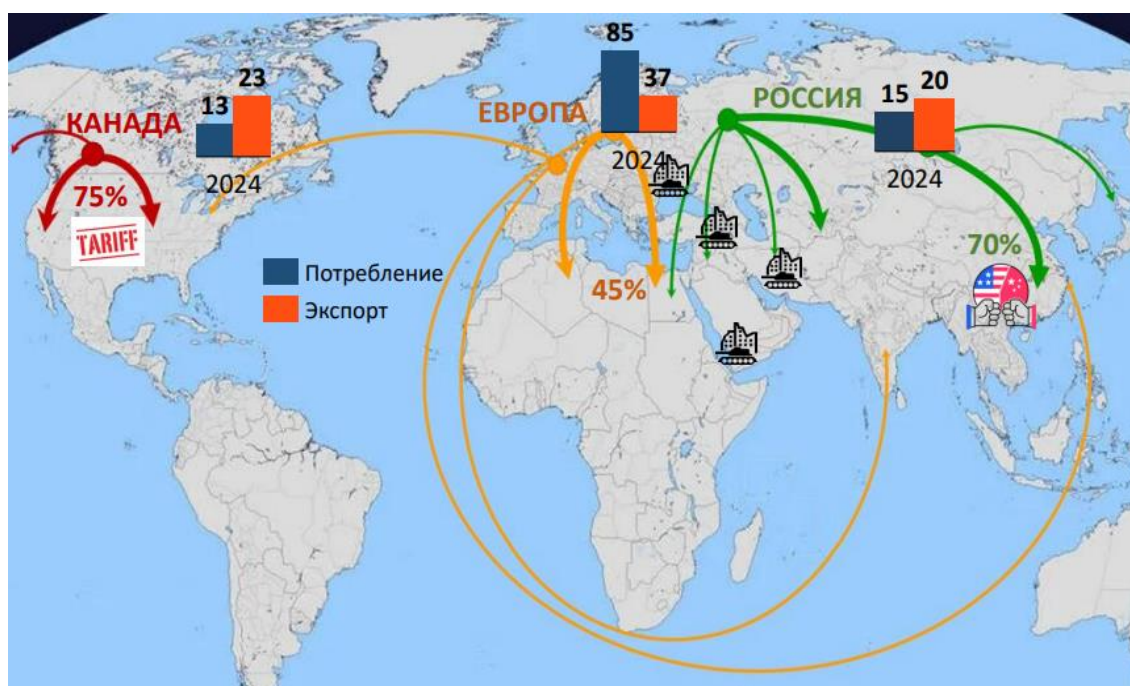 85
37
23
13
КАНАДА
75%
TARIFF
2024
ЕВРОПА
2024
45%
РОССИЯ
15
20
2024
70%
Потребление
Экспорт